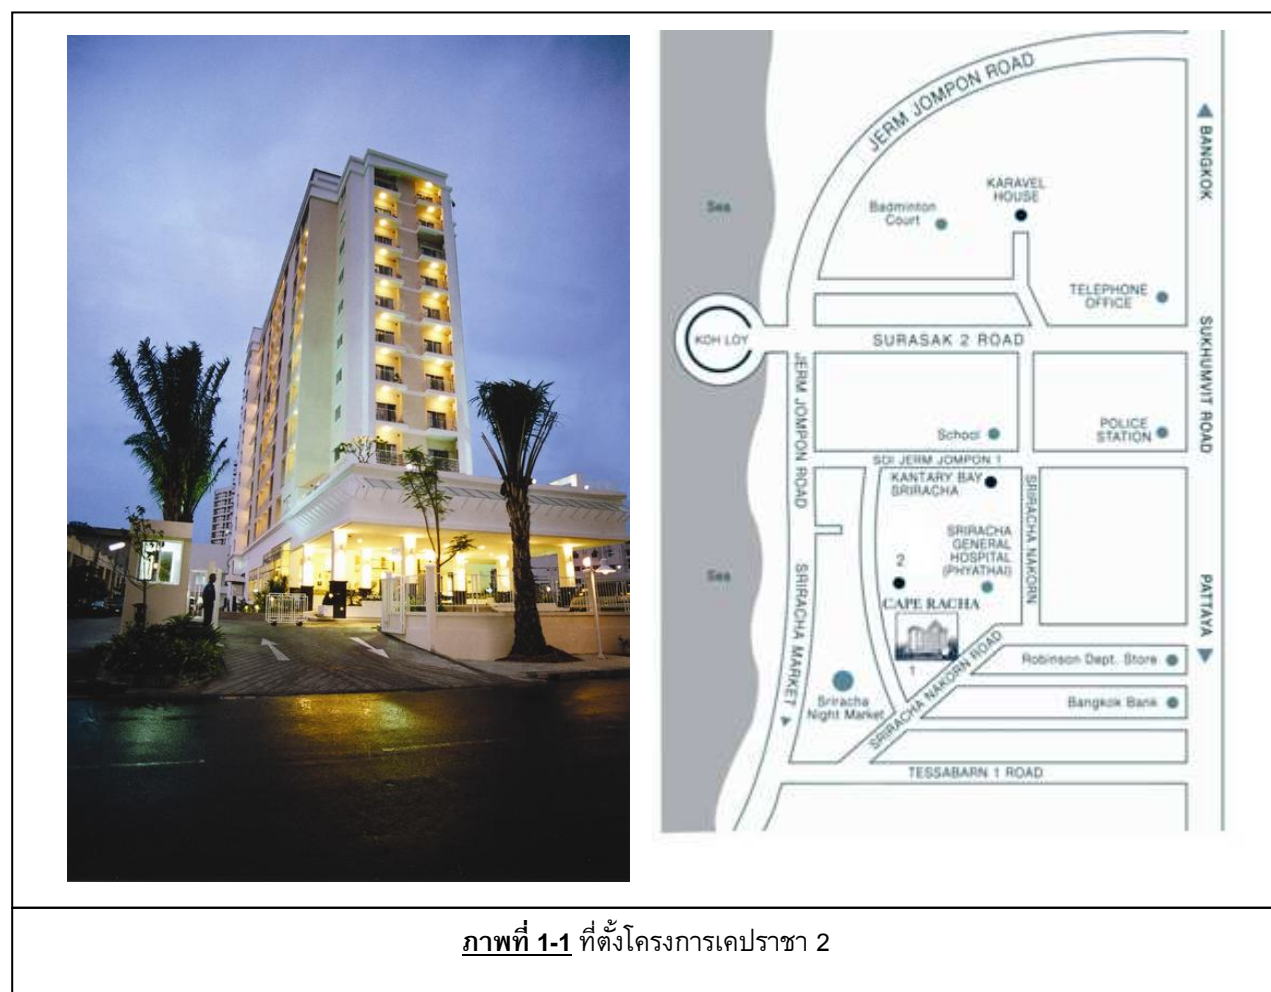 JERM JOMPON ROAD
BANGKOK
KARAVEL
HOUSE
Badminton
Court
Sea
TELEPHONE
OFFICE
KOH LOY
SURASAK 2 ROAD
SUKHUMVIT ROAD
JERM JOMPON ROAD
School
POLICE
STATION
SOI JERM JOMPON 1
KANTARY BAY
SRIRACHA
SRIRACHA NAKORN
SRIRACHA
GENERAL
HOSPITAL
(PHYATHAI)
2
Sea
SRIRACHA MARKET
PATTAYA
CAPE RACHA
1
SRIRACHA NAKORN ROAD
Robinson Dept. Store
Sriracha
Night Market
Bangkok Bank
TESSABARN 1 ROAD
ภาพที่ 1-1 ที่ตั้งโครงการเคปราชา 2